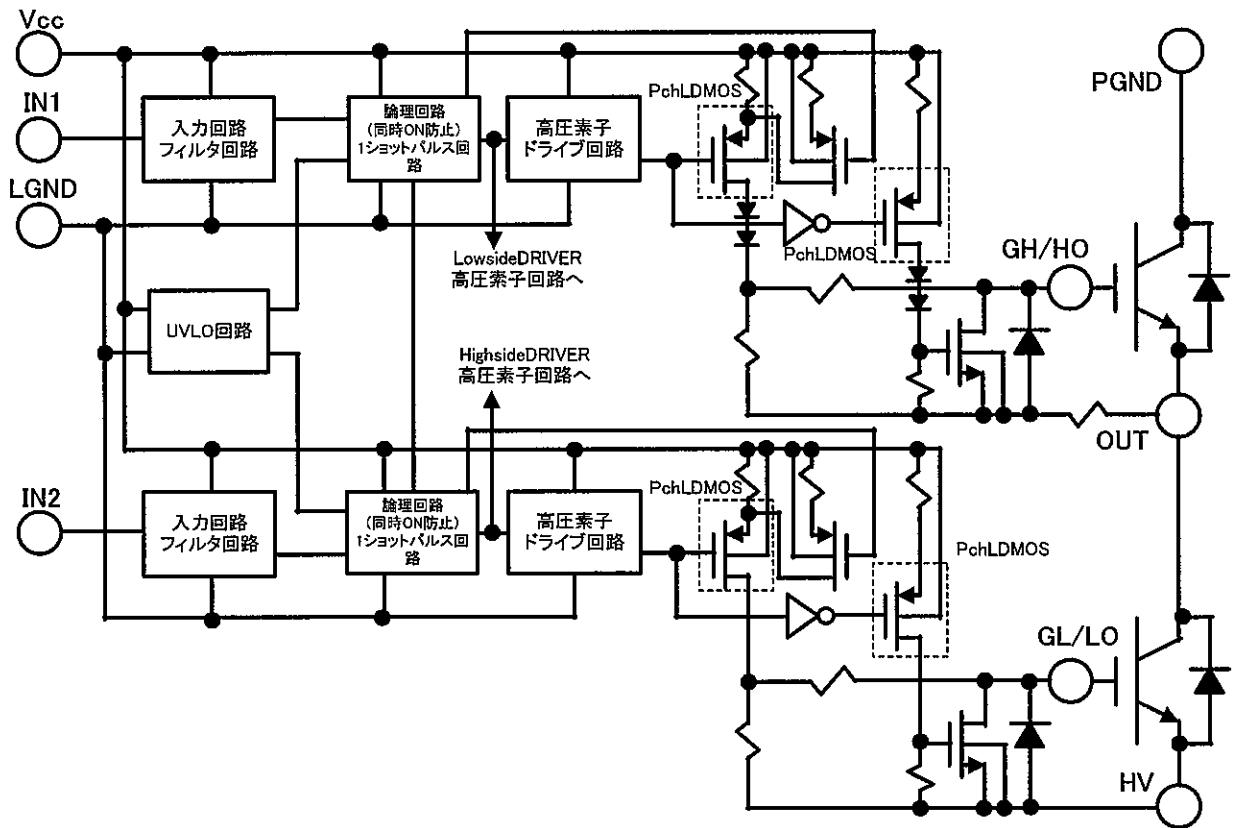 Vcc
IN1
LGND
入力回路
フィルタ回路
論理回路
(同時ON防止)
1ショットパルス回
路
高圧素子
ドライブ回路
PchLDMOS
PchLDMOS
PGND
GH/HO
LowsideDRIVER
高圧素子回路へ
UVLO回路
HighsideDRIVER
高圧素子回路へ
OUT
IN2
入力回路
フィルタ回路
論理回路
(同時ON防止)
1ショットパルス回
路
高圧素子
ドライブ回路
PchLDMOS
PchLDMOS
GL/LO
HV